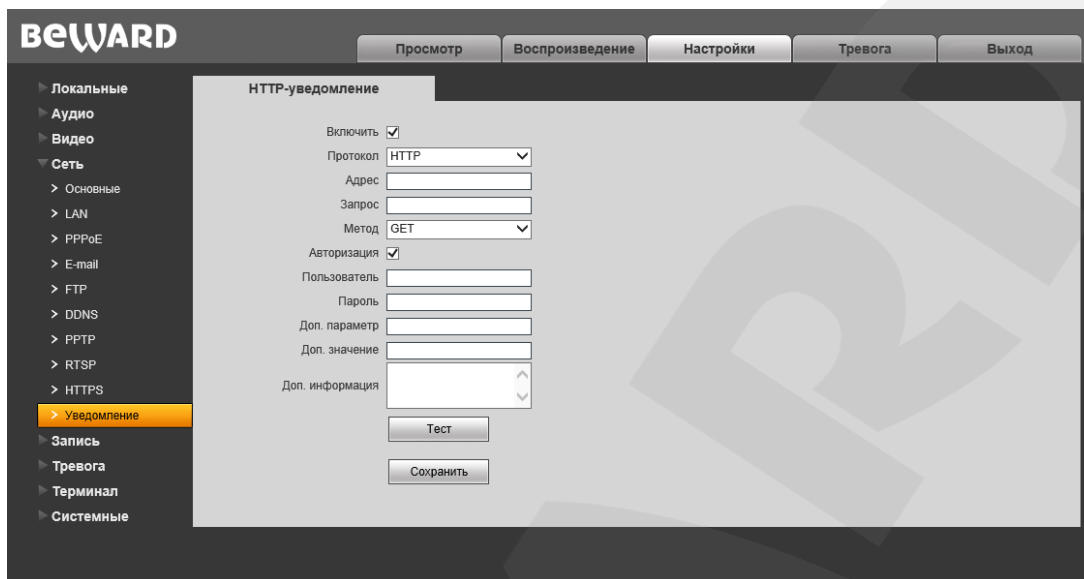 BEWARD
Просмотр
Воспроизведение
Настройки
Тревога
Выход
Локальные
Аудио
Видео
Сеть
Основные
LAN
PPPoE
E-mail
FTP
DDNS
PPTP
RTSP
HTTPS
Уведомление
Запись
Тревога
Терминал
Системные
HTTP-уведомление
Включить
Протокол HTTP
Адрес
Запрос
Метод GET
Авторизация
Пользователь
Пароль
Доп. параметр
Доп. значение
Доп. информация
Тест
Сохранить